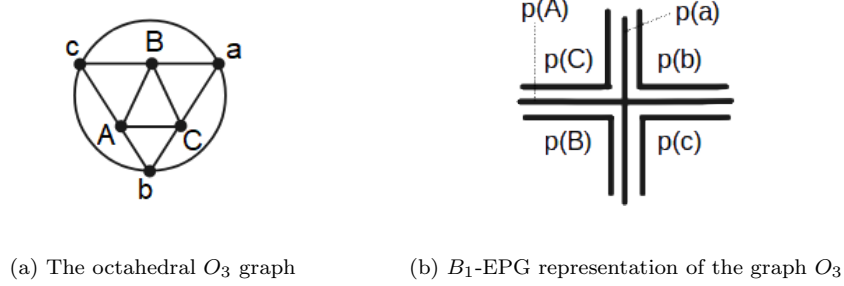 c B a
A C
b
p(A) p(a)
p(C) p(b)
p(B) p(c)
(a) The octahedral O₃ graph
(b) B₁-EPG representation of the graph O₃